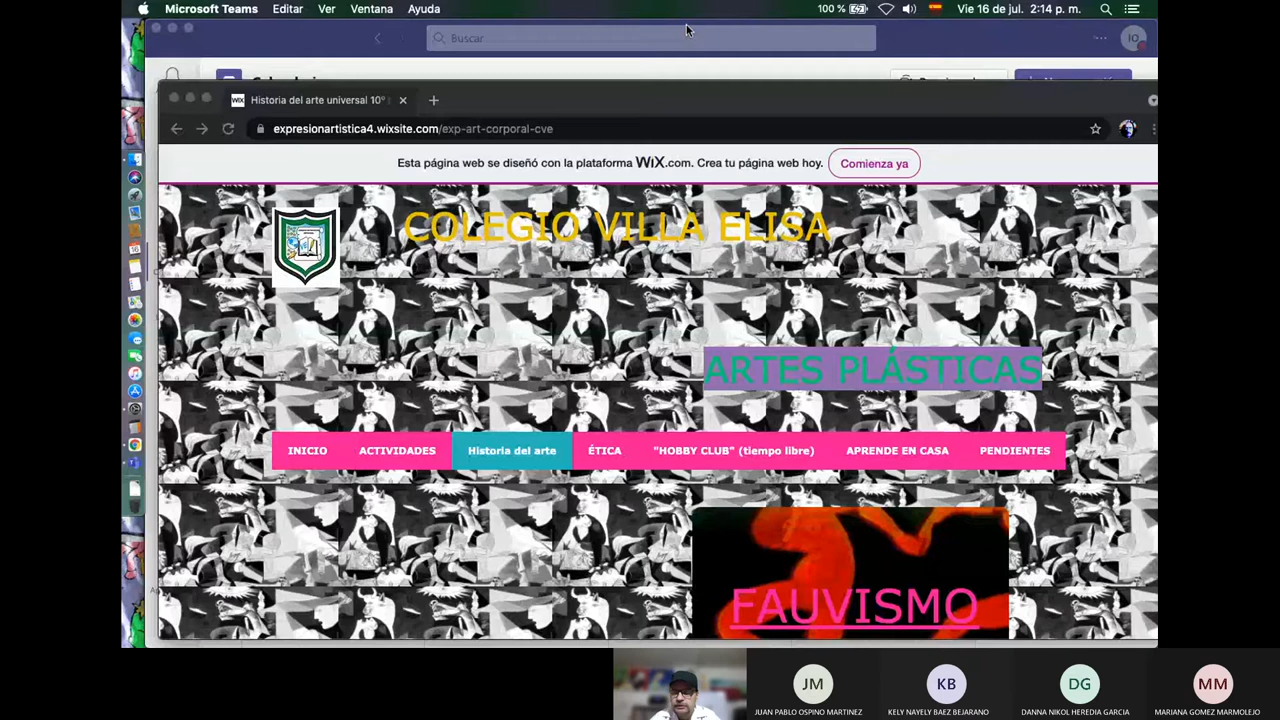 Microsoft Teams Editar Ver Ventana Ayuda 100 % Vie 16 de jul. 2:14 p. m.
Buscar IO
WIX Historia del arte universal 10°
expresionartistica4.wixsite.com/exp-art-corporal-cve
Esta página web se diseñó con la plataforma WiX.com. Crea tu página web hoy. Comienza ya
COLEGIO VILLA ELISA
ARTES PLÁSTICAS
INICIO ACTIVIDADES Historia del arte ÉTICA "HOBBY CLUB" (tiempo libre) APRENDE EN CASA PENDIENTES
FAUVISMO
JM KB DG MM
JUAN PABLO OSPINO MARTINEZ KELY NAYELY BAEZ BEJARANO DANNA NIKOL HEREDIA GARCIA MARIANA GOMEZ MARMOLEJO